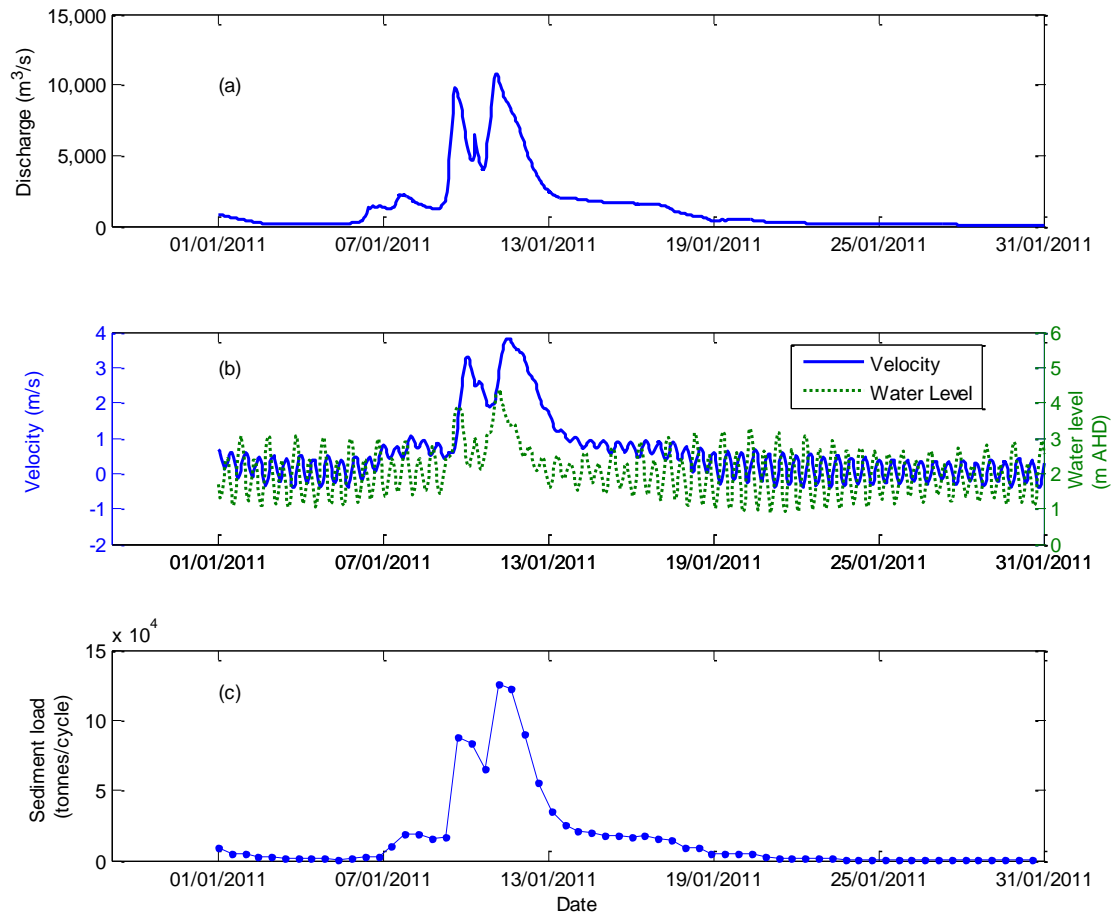 15,000
10,000
5,000
0
Discharge (m³/s)
(a)
01/01/2011 07/01/2011 13/01/2011 19/01/2011 25/01/2011 31/01/2011
4
3
2
1
0
-1
-2
Velocity (m/s)
(b)
Velocity
Water Level
6
5
4
3
2
1
0
Water level
(m AHD)
01/01/2011 07/01/2011 13/01/2011 19/01/2011 25/01/2011 31/01/2011
x 10⁴
15
10
5
0
Sediment load
(tonnes/cycle)
(c)
01/01/2011 07/01/2011 13/01/2011 19/01/2011 25/01/2011 31/01/2011
Date